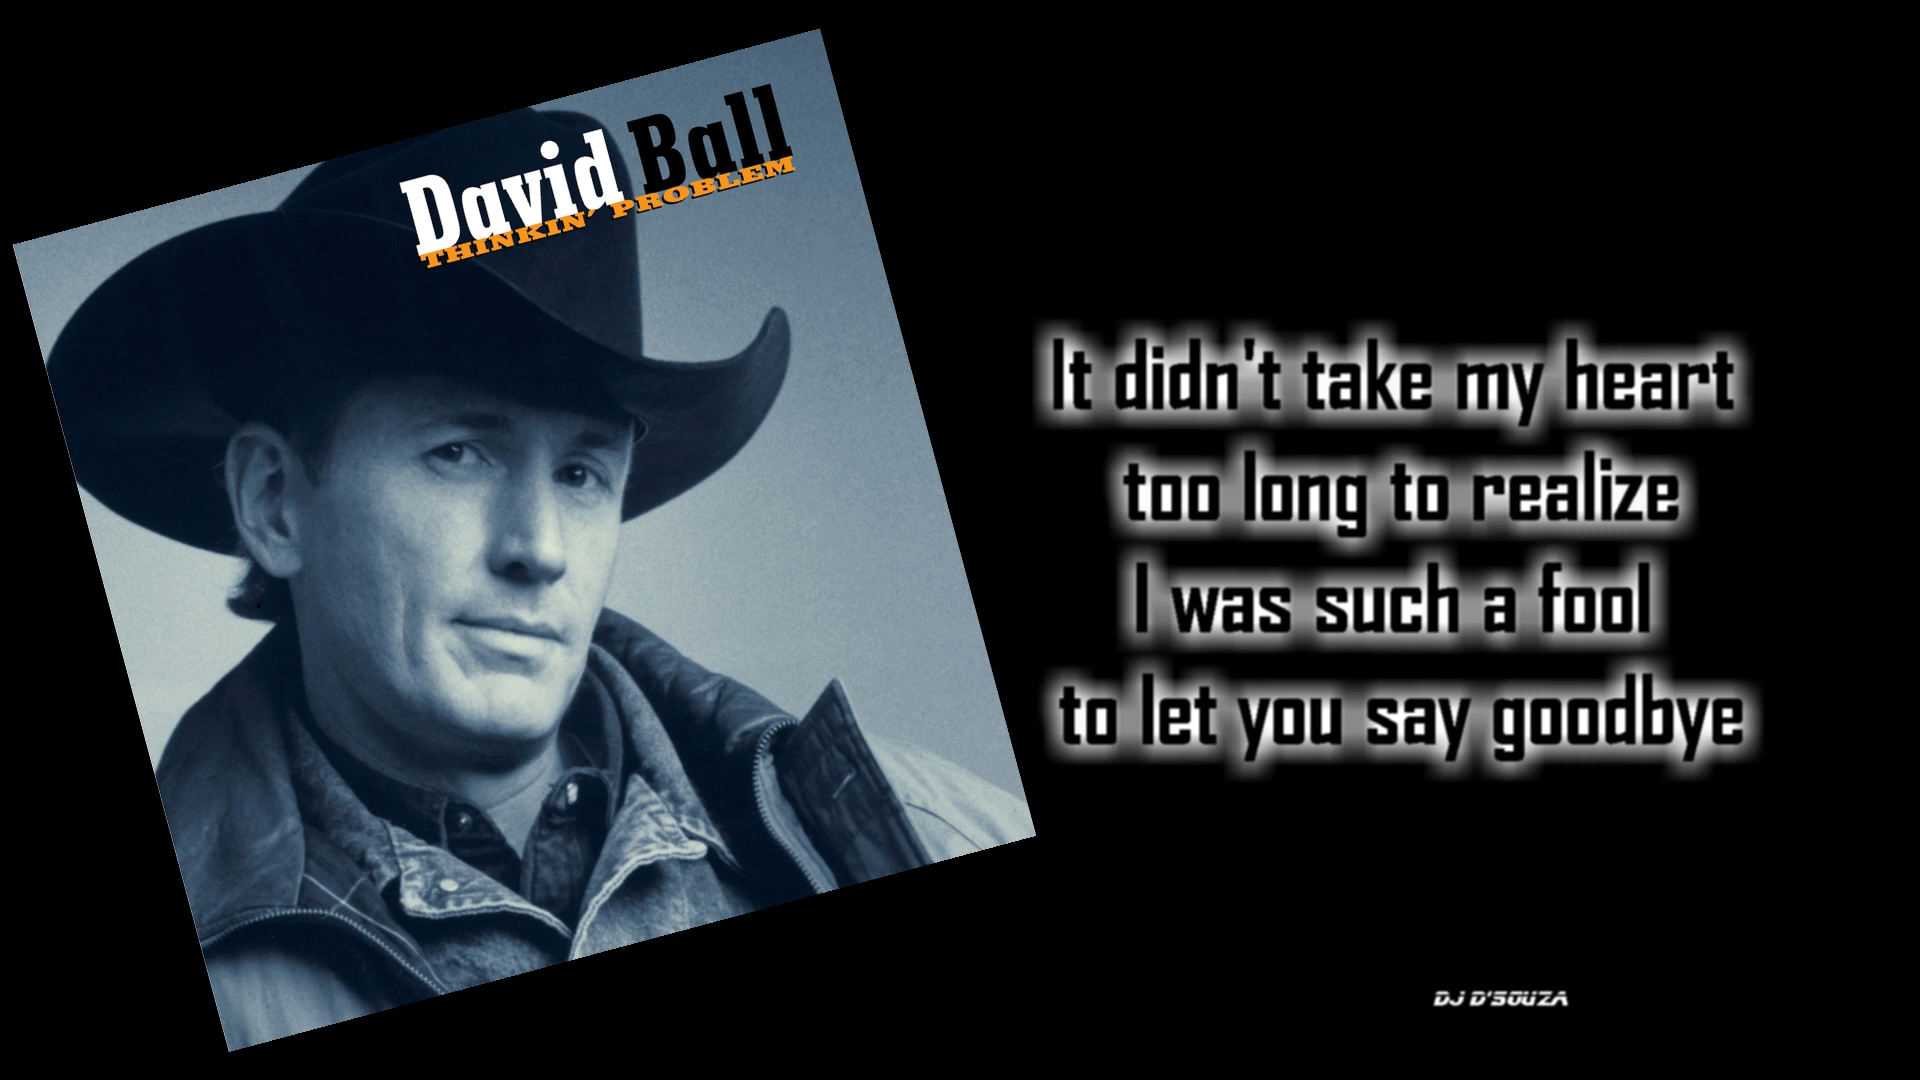 David Ball
THINKIN' PROBLEM
It didn't take my heart
too long to realize
I was such a fool
to let you say goodbye
DJ D'SOUZA